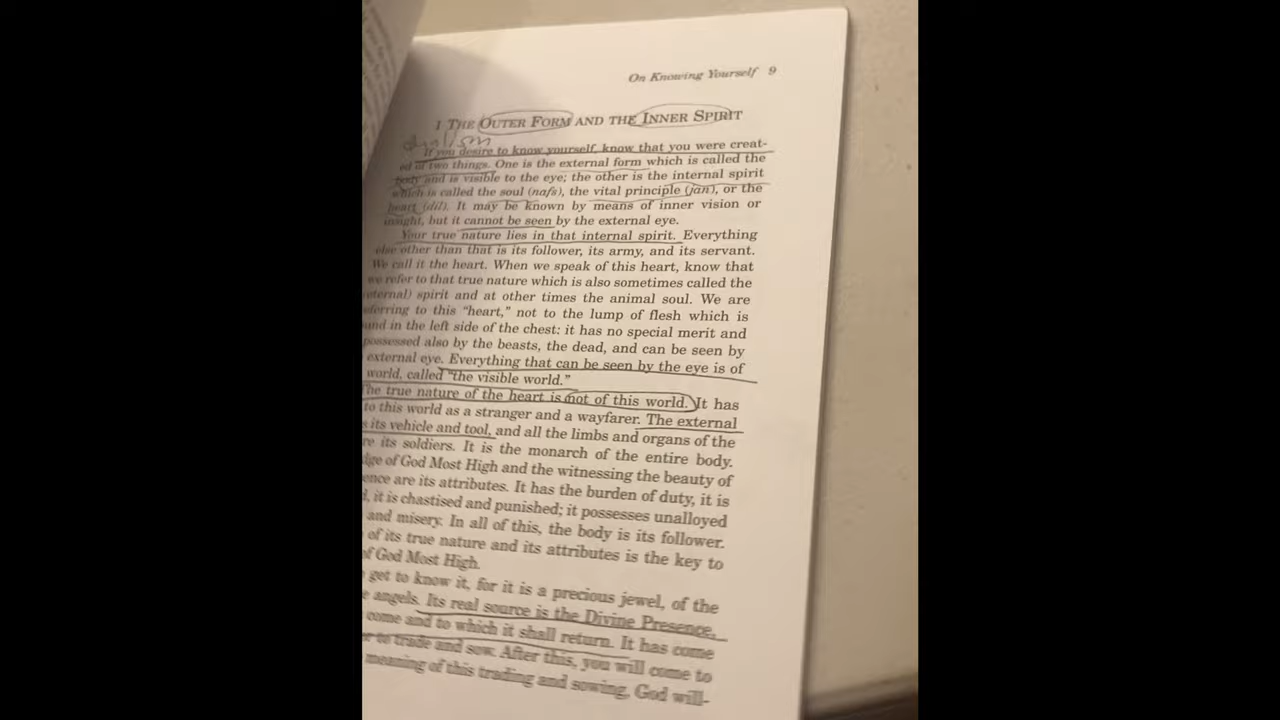 On Knowing Yourself 9
1 THE OUTER FORM AND THE INNER SPIRIT
dualism
If you desire to know yourself, know that you were creat-
ed of two things. One is the external form which is called the
body and is visible to the eye; the other is the internal spirit
which is called the soul (nafs), the vital principle (jan), or the
heart (dil). It may be known by means of inner vision or
insight, but it cannot be seen by the external eye.
Your true nature lies in that internal spirit. Everything
else other than that is its follower, its army, and its servant.
We call it the heart. When we speak of this heart, know that
we refer to that true nature which is also sometimes called the
(eternal) spirit and at other times the animal soul. We are
eferring to this "heart," not to the lump of flesh which is
und in the left side of the chest: it has no special merit and
possessed also by the beasts, the dead, and can be seen by
external eye. Everything that can be seen by the eye is of
world, called "the visible world."
The true nature of the heart is not of this world. It has
to this world as a stranger and a wayfarer. The external
s its vehicle and tool, and all the limbs and organs of the
re its soldiers. It is the monarch of the entire body.
dge of God Most High and the witnessing the beauty of
ence are its attributes. It has the burden of duty, it is
d, it is chastised and punished; it possesses unalloyed
and misery. In all of this, the body is its follower.
of its true nature and its attributes is the key to
of God Most High.
get to know it, for it is a precious jewel, of the
e angels. Its real source is the Divine Presence,
come and to which it shall return. It has come
er to trade and sow. After this, you will come to
meaning of this trading and sowing, God will-